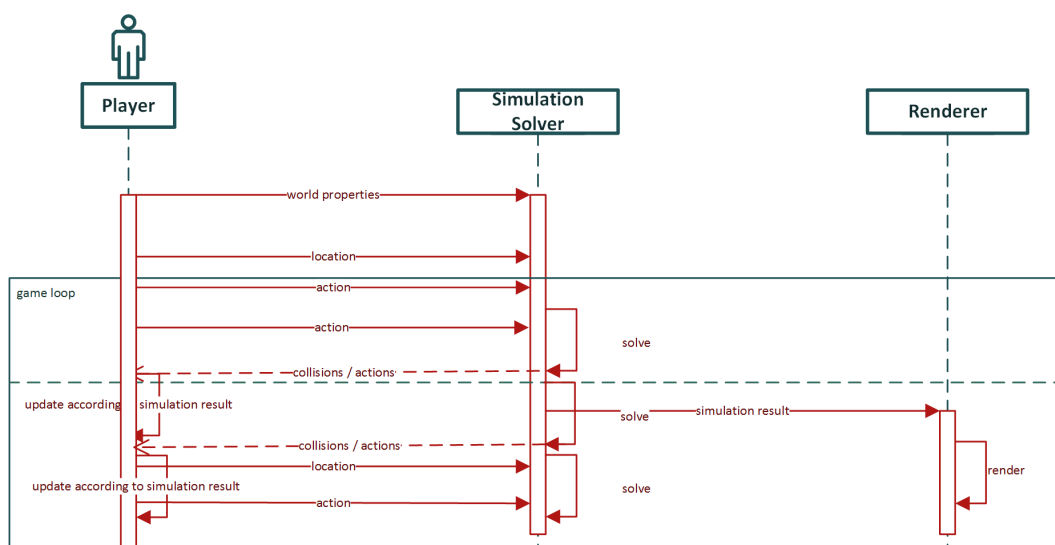 Player
Simulation
Solver
Renderer
world properties
location
game loop
action
action
solve
collisions / actions
update according simulation result
solve
simulation result
collisions / actions
location
render
update according to simulation result
solve
action